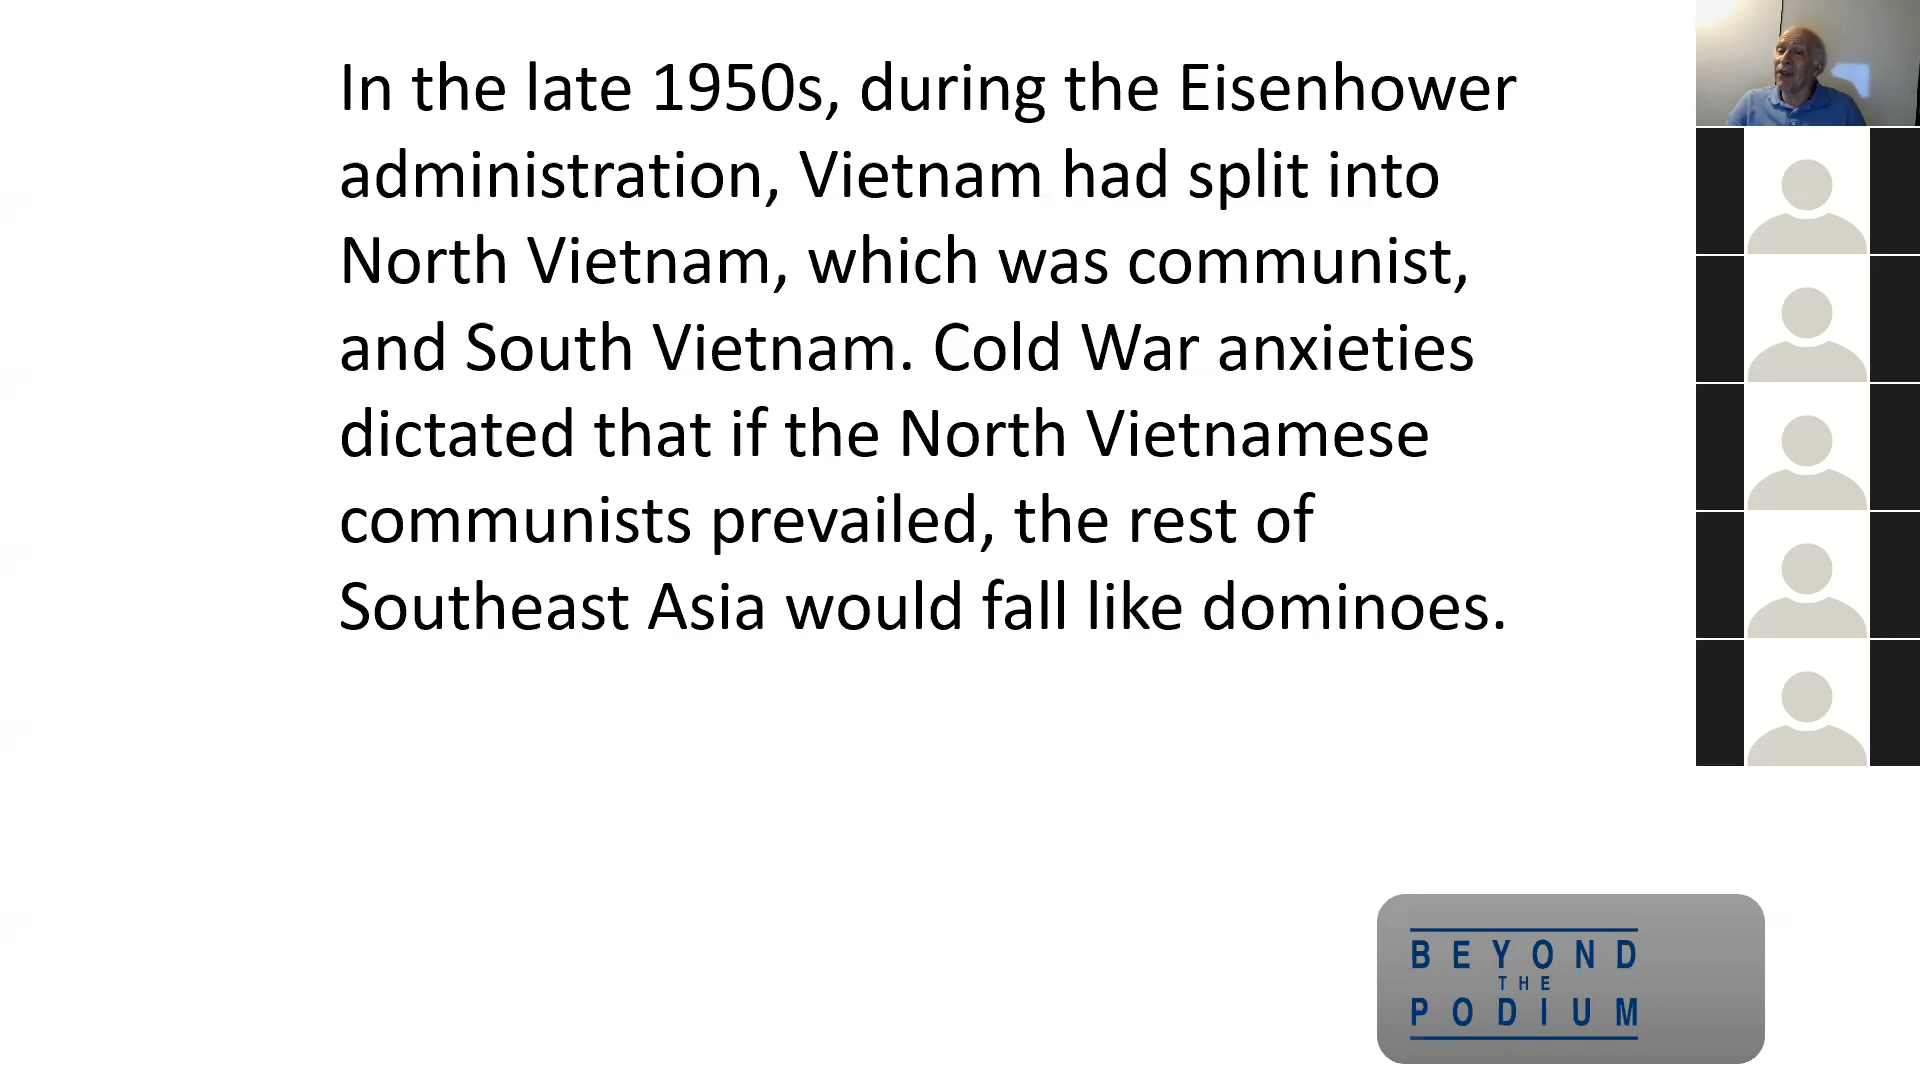 In the late 1950s, during the Eisenhower
administration, Vietnam had split into
North Vietnam, which was communist,
and South Vietnam. Cold War anxieties
dictated that if the North Vietnamese
communists prevailed, the rest of
Southeast Asia would fall like dominoes.
BEYOND
THE
PODIUM